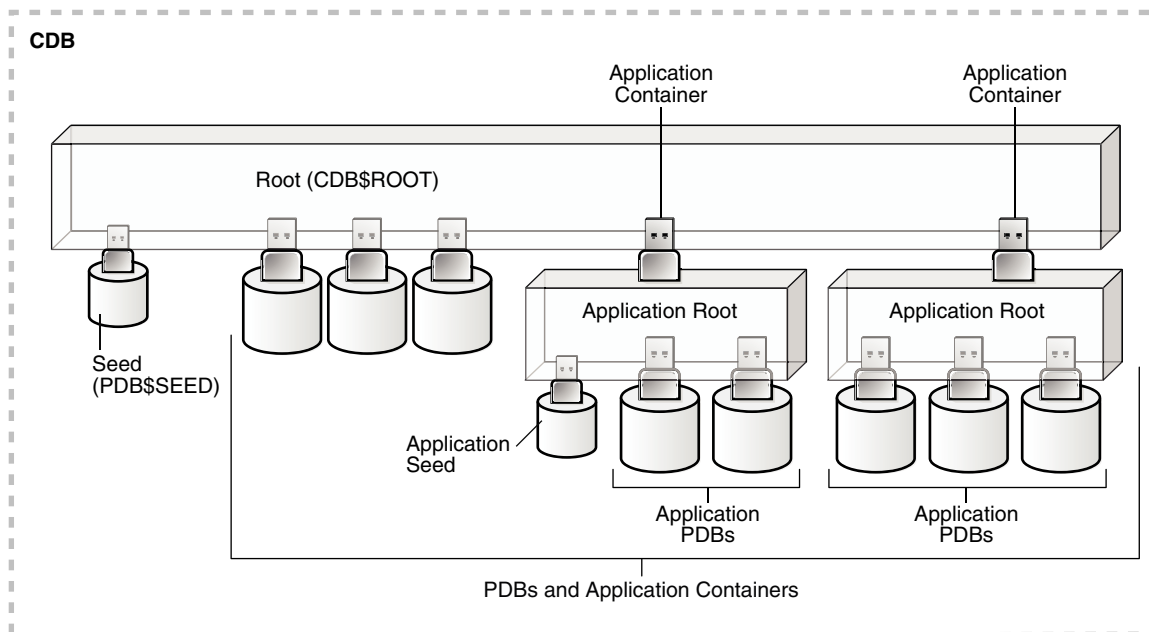 CDB
Application
Container
Application
Container
Root (CDB$ROOT)
Application Root
Application Root
Seed
(PDB$SEED)
Application
Seed
Application
PDBs
Application
PDBs
PDBs and Application Containers